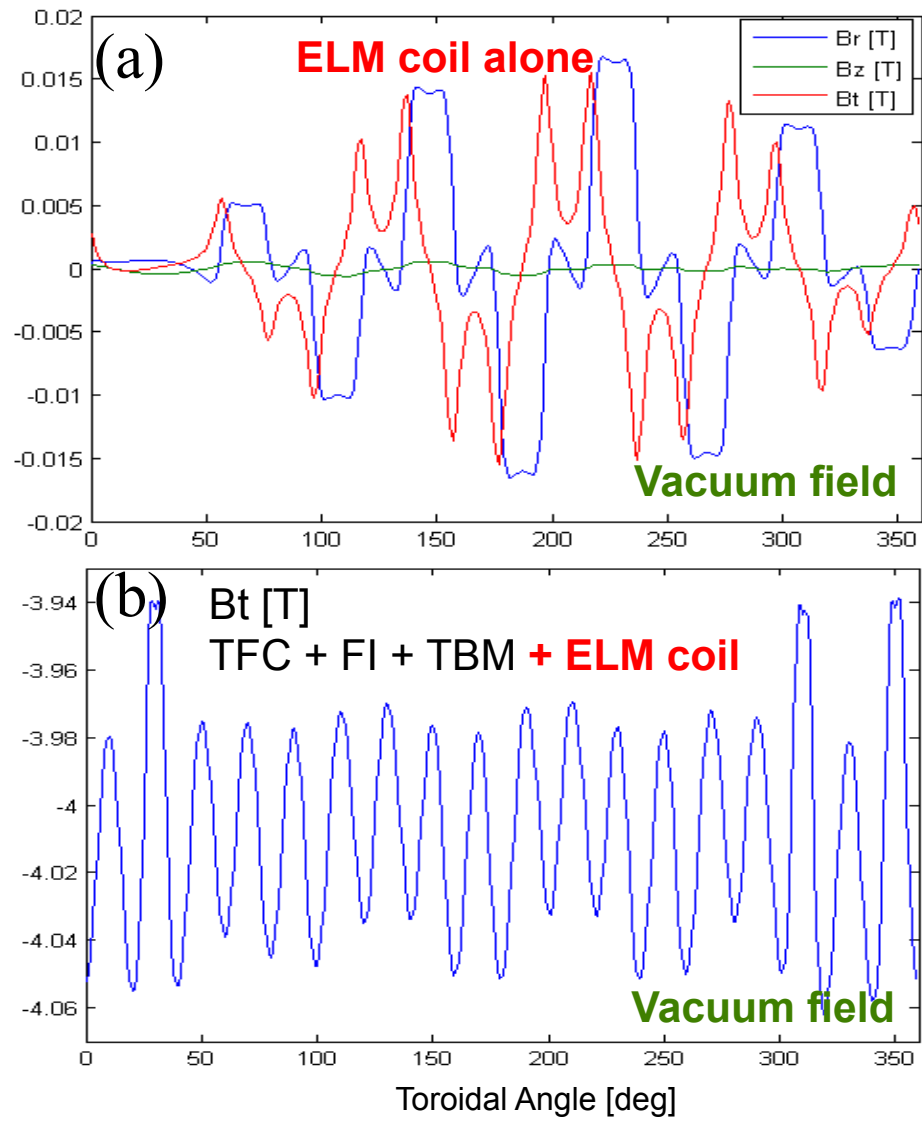 (a)
ELM coil alone
Br [T]
Bz [T]
Bt [T]
0.02
0.015
0.01
0.005
0
-0.005
-0.01
-0.015
-0.02
Vacuum field
0 50 100 150 200 250 300 350
(b)
Bt [T]
TFC + FI + TBM + ELM coil
-3.94
-3.96
-3.98
-4
-4.02
-4.04
-4.06
Vacuum field
0 50 100 150 200 250 300 350
Toroidal Angle [deg]